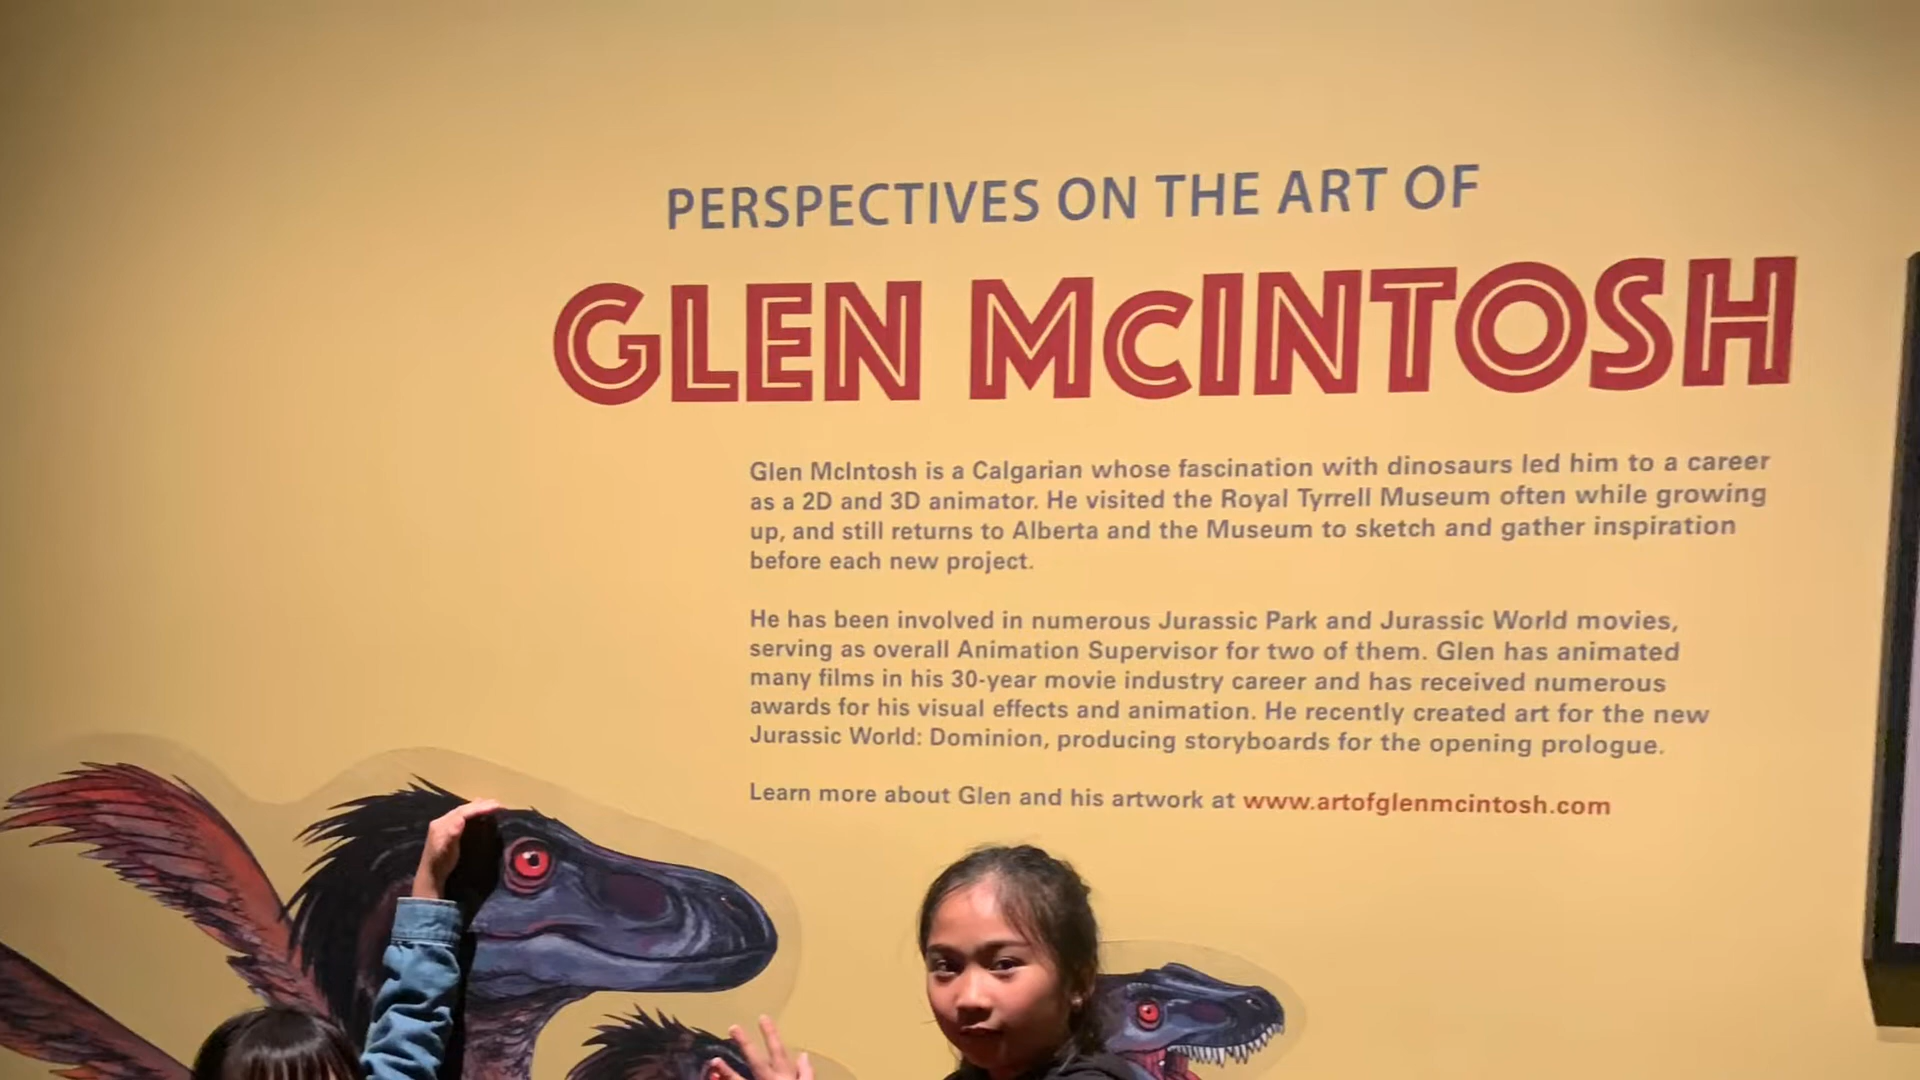 PERSPECTIVES ON THE ART OF
GLEN McINTOSH
Glen McIntosh is a Calgarian whose fascination with dinosaurs led him to a career
as a 2D and 3D animator. He visited the Royal Tyrrell Museum often while growing
up, and still returns to Alberta and the Museum to sketch and gather inspiration
before each new project.
He has been involved in numerous Jurassic Park and Jurassic World movies,
serving as overall Animation Supervisor for two of them. Glen has animated
many films in his 30-year movie industry career and has received numerous
awards for his visual effects and animation. He recently created art for the new
Jurassic World: Dominion, producing storyboards for the opening prologue.
Learn more about Glen and his artwork at www.artofglenmcintosh.com